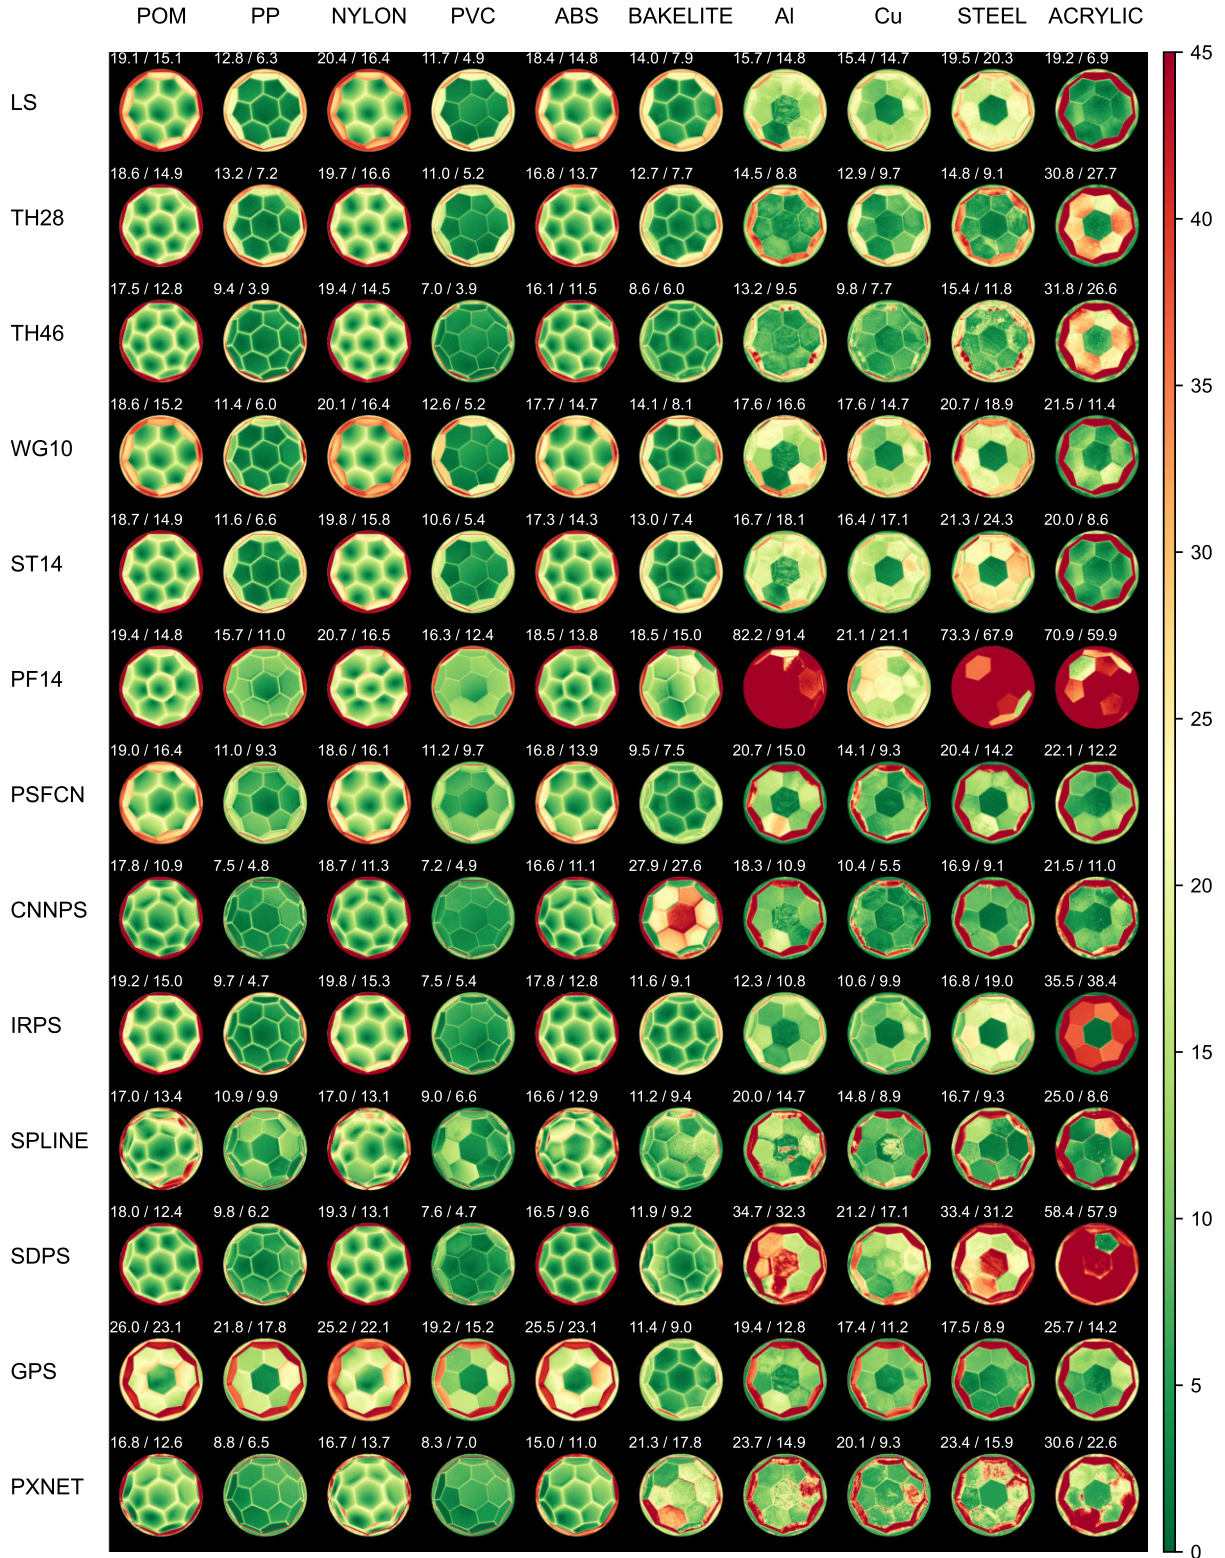 POM PP NYLON PVC ABS BAKELITE Al Cu STEEL ACRYLIC
19.1 / 15.1 12.8 / 6.3 20.4 / 16.4 11.7 / 4.9 18.4 / 14.8 14.0 / 7.9 15.7 / 14.8 15.4 / 14.7 19.5 / 20.3 19.2 / 6.9 45
LS
18.6 / 14.9 13.2 / 7.2 19.7 / 16.6 11.0 / 5.2 16.8 / 13.7 12.7 / 7.7 14.5 / 8.8 12.9 / 9.7 14.8 / 9.1 30.8 / 27.7
TH28 40
17.5 / 12.8 9.4 / 3.9 19.4 / 14.5 7.0 / 3.9 16.1 / 11.5 8.6 / 6.0 13.2 / 9.5 9.8 / 7.7 15.4 / 11.8 31.8 / 26.6
TH46
35
18.6 / 15.2 11.4 / 6.0 20.1 / 16.4 12.6 / 5.2 17.7 / 14.7 14.1 / 8.1 17.6 / 16.6 17.6 / 14.7 20.7 / 18.9 21.5 / 11.4
WG10
18.7 / 14.9 11.6 / 6.6 19.8 / 15.8 10.6 / 5.4 17.3 / 14.3 13.0 / 7.4 16.7 / 18.1 16.4 / 17.1 21.3 / 24.3 20.0 / 8.6
30
ST14
19.4 / 14.8 15.7 / 11.0 20.7 / 16.5 16.3 / 12.4 18.5 / 13.8 18.5 / 15.0 82.2 / 91.4 21.1 / 21.1 73.3 / 67.9 70.9 / 59.9
PF14
25
19.0 / 16.4 11.0 / 9.3 18.6 / 16.1 11.2 / 9.7 16.8 / 13.9 9.5 / 7.5 20.7 / 15.0 14.1 / 9.3 20.4 / 14.2 22.1 / 12.2
PSFCN
17.8 / 10.9 7.5 / 4.8 18.7 / 11.3 7.2 / 4.9 16.6 / 11.1 27.9 / 27.6 18.3 / 10.9 10.4 / 5.5 16.9 / 9.1 21.5 / 11.0
20
CNNPS
19.2 / 15.0 9.7 / 4.7 19.8 / 15.3 7.5 / 5.4 17.8 / 12.8 11.6 / 9.1 12.3 / 10.8 10.6 / 9.9 16.8 / 19.0 35.5 / 38.4
IRPS
15
17.0 / 13.4 10.9 / 9.9 17.0 / 13.1 9.0 / 6.6 16.6 / 12.9 11.2 / 9.4 20.0 / 14.7 14.8 / 8.9 16.7 / 9.3 25.0 / 8.6
SPLINE
18.0 / 12.4 9.8 / 6.2 19.3 / 13.1 7.6 / 4.7 16.5 / 9.6 11.9 / 9.2 34.7 / 32.3 21.2 / 17.1 33.4 / 31.2 58.4 / 57.9
10
SDPS
26.0 / 23.1 21.8 / 17.8 25.2 / 22.1 19.2 / 15.2 25.5 / 23.1 11.4 / 9.0 19.4 / 12.8 17.4 / 11.2 17.5 / 8.9 25.7 / 14.2
GPS
5
16.8 / 12.6 8.8 / 6.5 16.7 / 13.7 8.3 / 7.0 15.0 / 11.0 21.3 / 17.8 23.7 / 14.9 20.1 / 9.3 23.4 / 15.9 30.6 / 22.6
PXNET
0